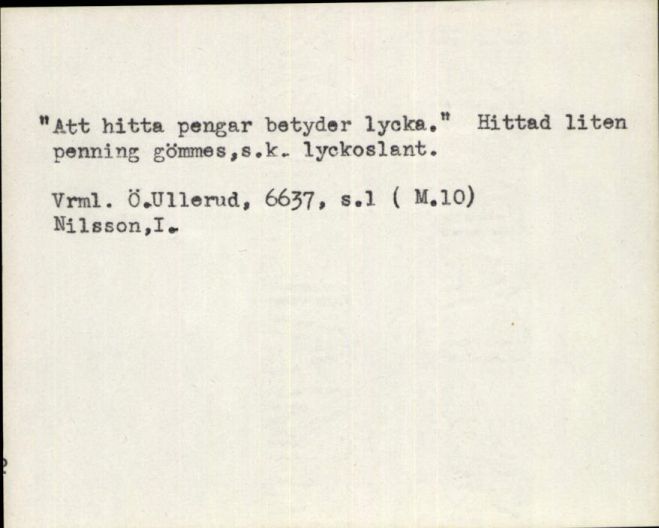 "Att hitta pengar betyder lycka." Hittad liten
penning gömmes,s.k. lyckoslant.
Vrml. Ö.Ullerud, 6637, s.1 ( M.10)
Nilsson,I.